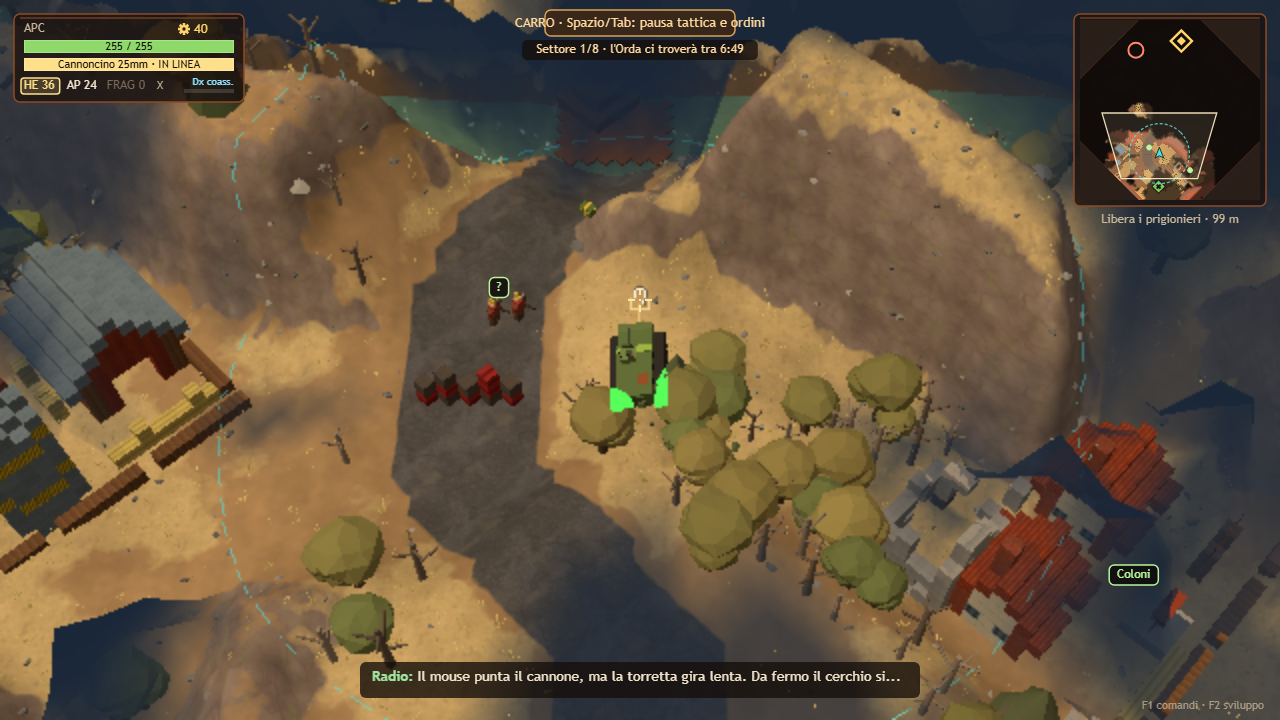 APC
40
255 / 255
Cannoncino 25mm · IN LINEA
HE 36 AP 24 FRAG 0 X Dx coass.
CARRO · Spazio/Tab: pausa tattica e ordini
Settore 1/8 · l'Orda ci troverà tra 6:49
Libera i prigionieri · 99 m
?
Coloni
Radio: Il mouse punta il cannone, ma la torretta gira lenta. Da fermo il cerchio si...
F1 comandi · F2 sviluppo